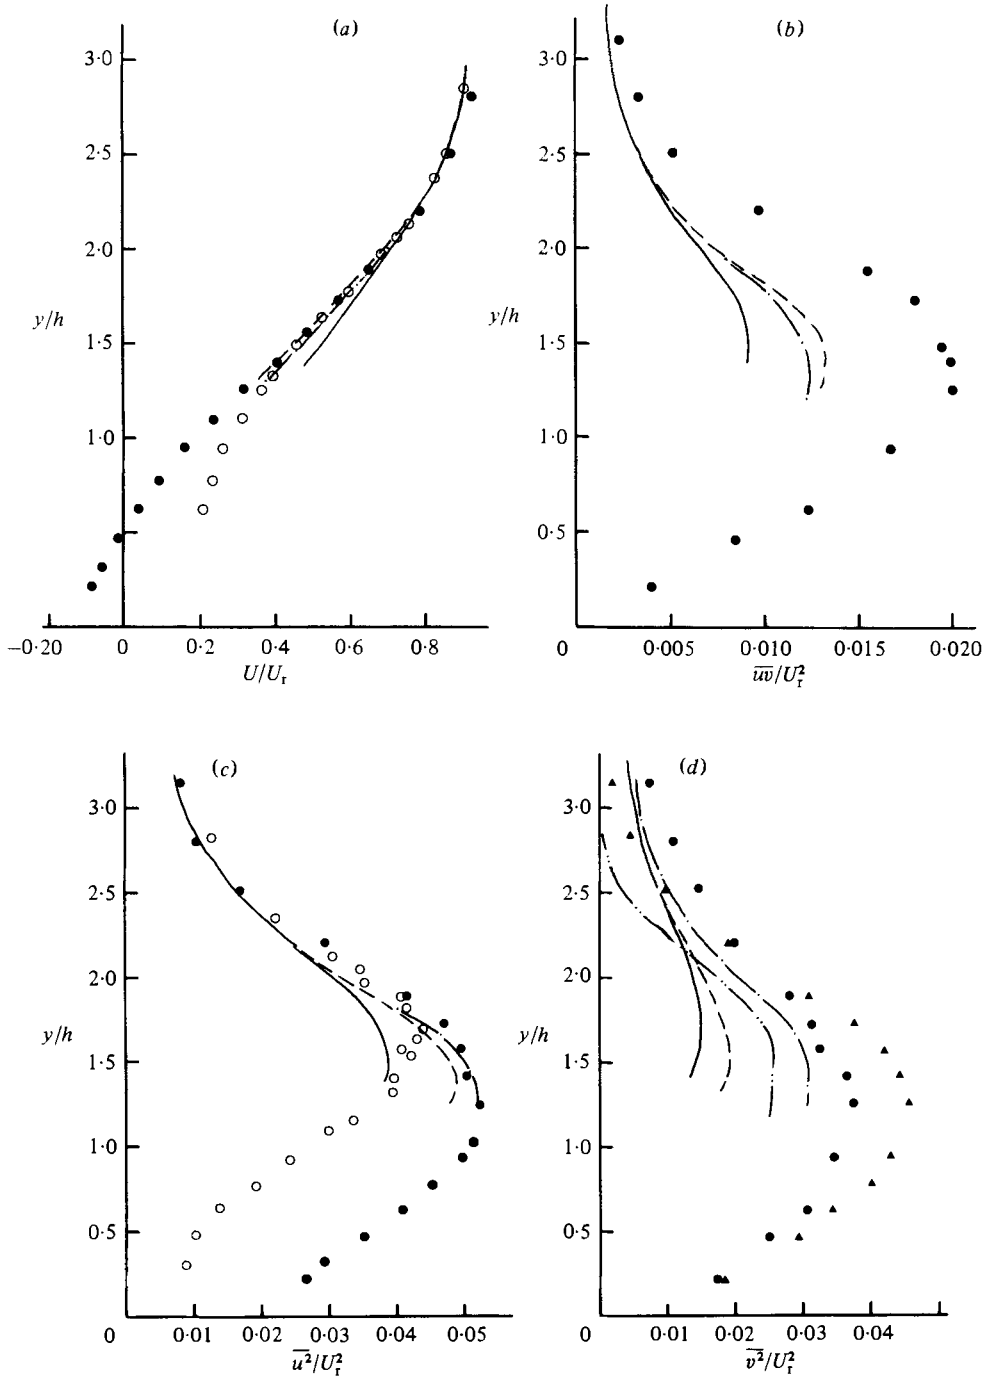 (a)
3·0
2·5
2·0
y/h
1·5
1·0
0·5
−0·20 0 0·2 0·4 0·6 0·8
U/U_r
(b)
3·0
2·5
2·0
y/h
1·5
1·0
0·5
0 0·005 0·010 0·015 0·020
\overline{uv}/U_r^2
(c)
3·0
2·5
2·0
y/h
1·5
1·0
0·5
0 0·01 0·02 0·03 0·04 0·05
\overline{u^2}/U_r^2
(d)
3·0
2·5
2·0
y/h
1·5
1·0
0·5
0 0·01 0·02 0·03 0·04
\overline{v^2}/U_r^2